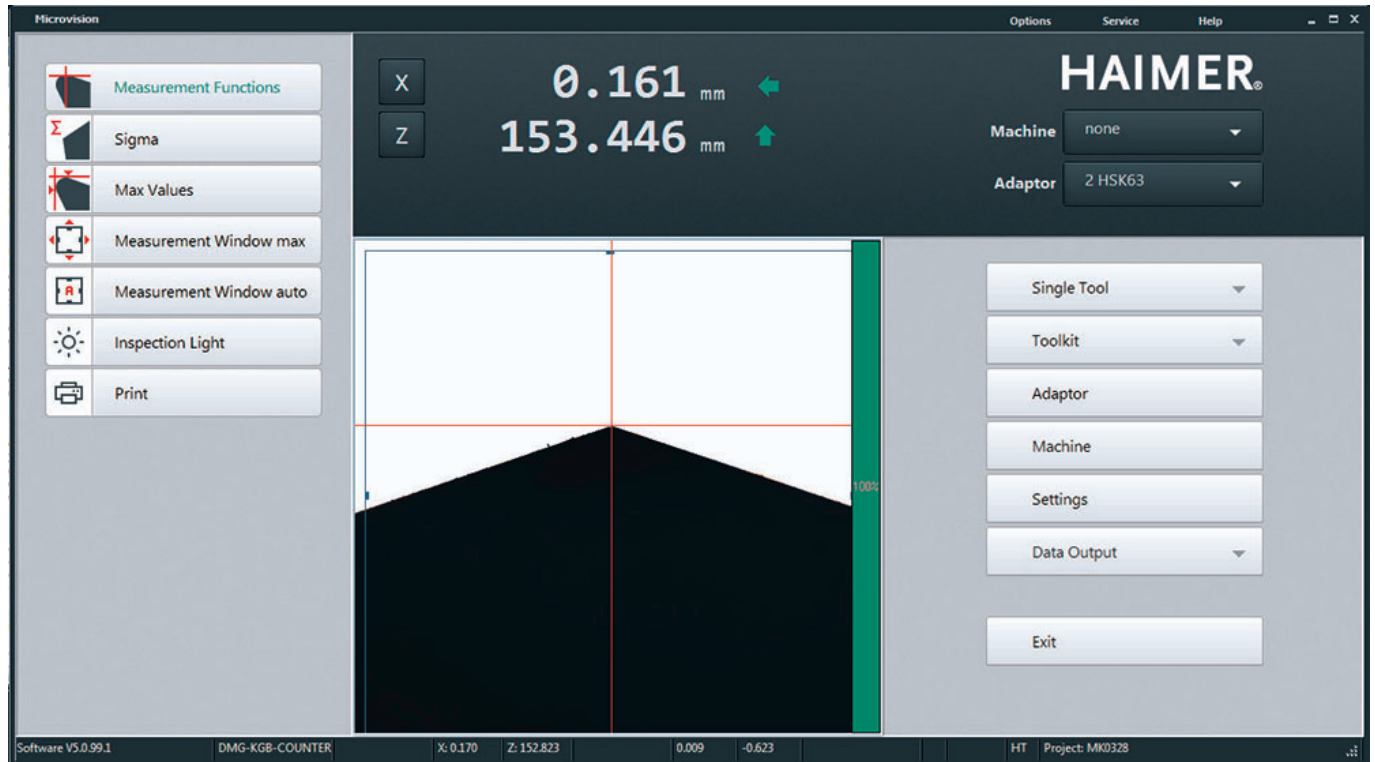 Microvision
Options Service Help
Measurement Functions
Σ
Sigma
Max Values
Measurement Window max
A
Measurement Window auto
Inspection Light
Print
X 0.161 mm
Z 153.446 mm
HAIMER®
Machine none
Adaptor 2 HSK63
100%
Single Tool
Toolkit
Adaptor
Machine
Settings
Data Output
Exit
Software V5.0.99.1 DMG-KGB-COUNTER X: 0.170 Z: 152.823 0.009 -0.623 HT Project: MK0328